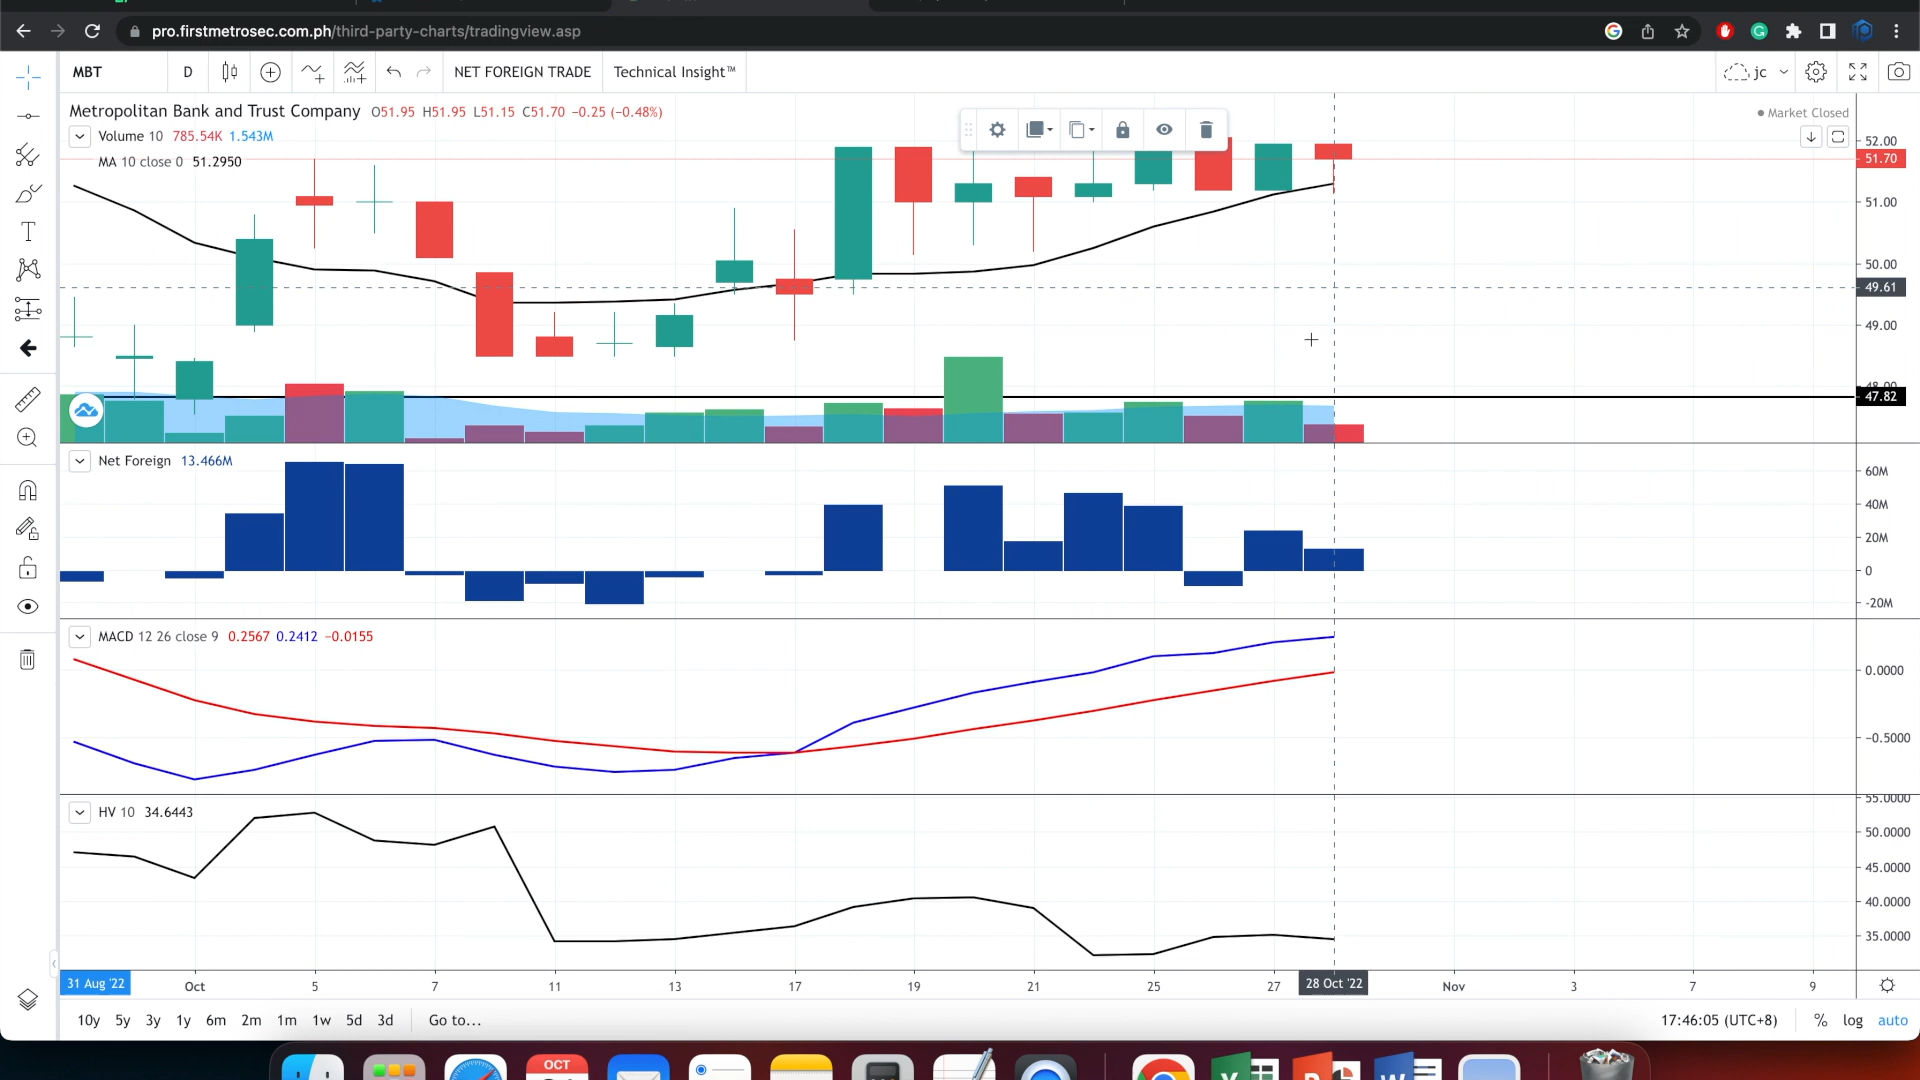 pro.firstmetrosec.com.ph/third-party-charts/tradingview.asp
MBT D NET FOREIGN TRADE Technical Insight™ jc
Metropolitan Bank and Trust Company O51.95 H51.95 L51.15 C51.70 −0.25 (−0.48%)
Market Closed
Volume 10 785.54K 1.543M
MA 10 close 0 51.2950
52.00
51.70
51.00
50.00
49.61
49.00
48.00
47.82
Net Foreign 13.466M
60M
40M
20M
0
-20M
MACD 12 26 close 9 0.2567 0.2412 −0.0155
0.0000
−0.5000
HV 10 34.6443
55.0000
50.0000
45.0000
40.0000
35.0000
31 Aug '22 Oct 5 7 11 13 17 19 21 25 27 28 Oct '22 Nov 3 7 9
10y 5y 3y 1y 6m 2m 1m 1w 5d 3d Go to... 17:46:05 (UTC+8) % log auto
OCT